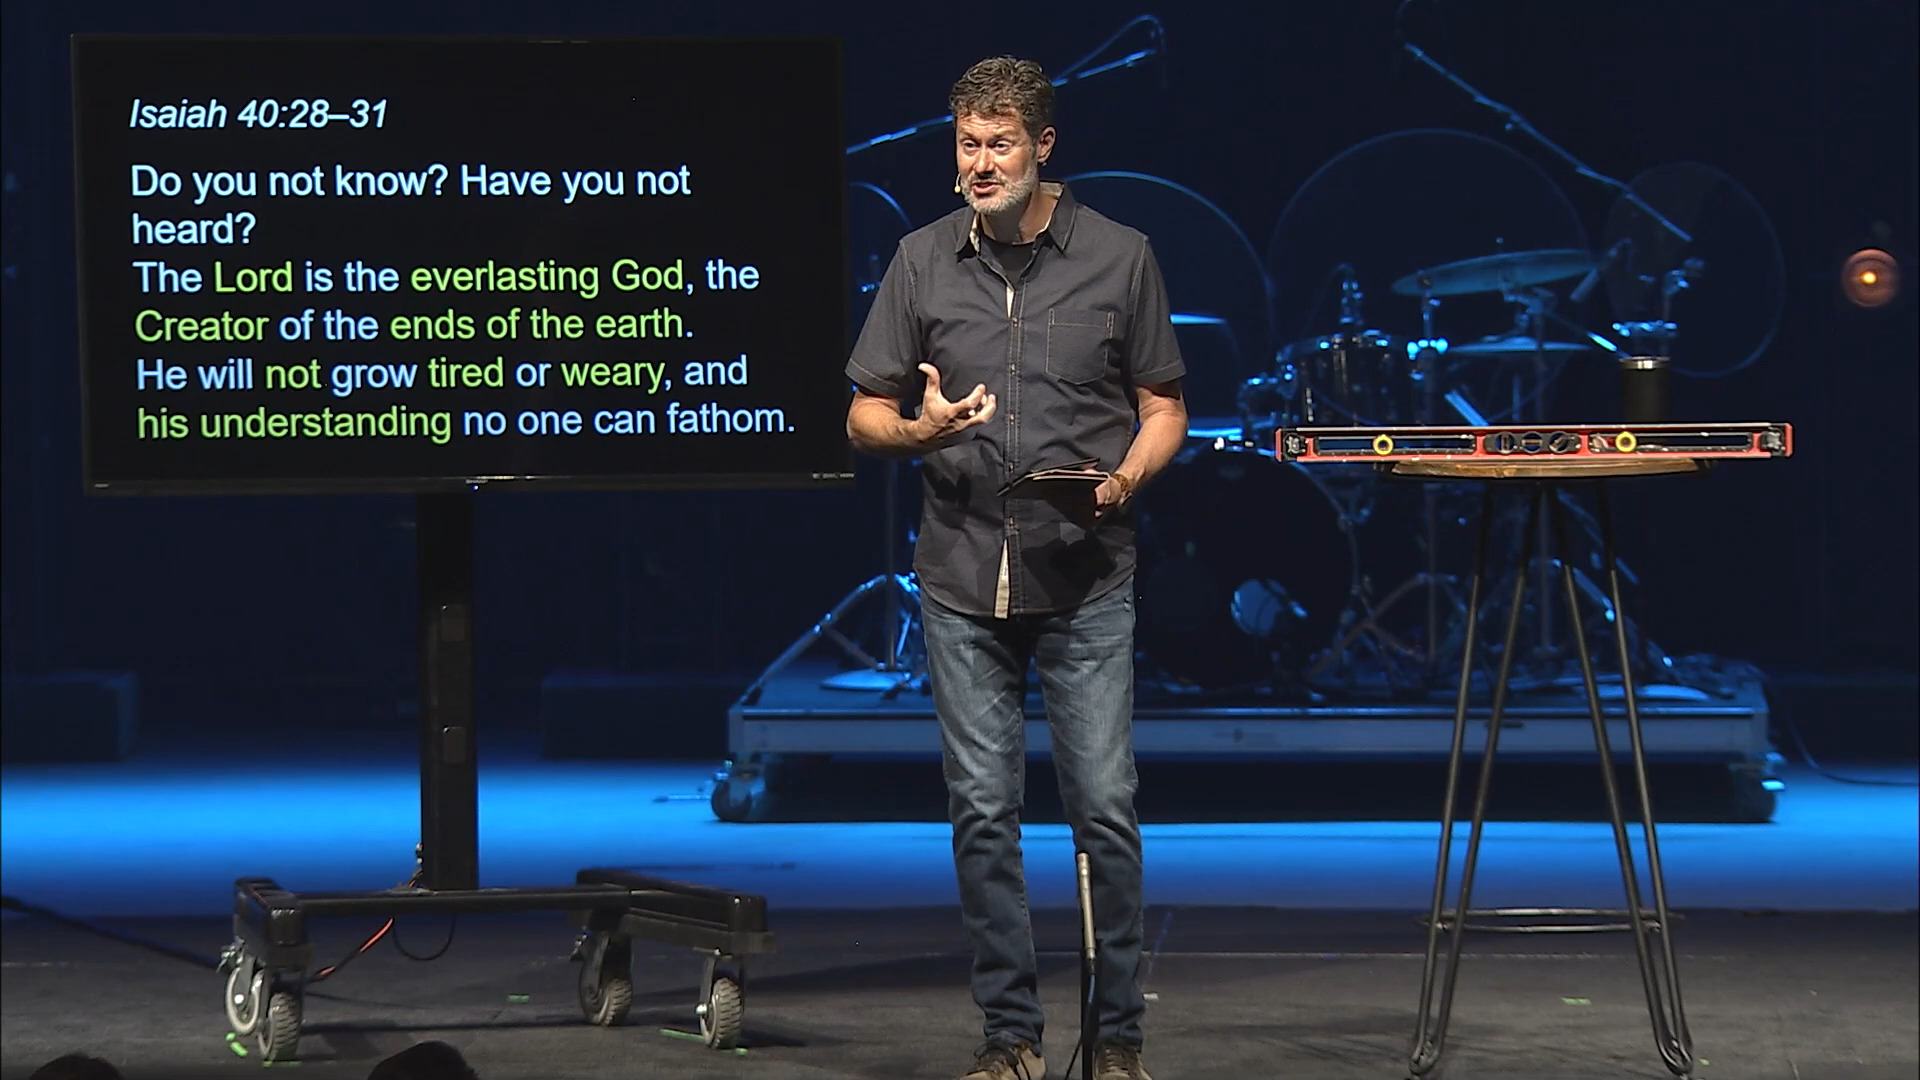 Isaiah 40:28–31
Do you not know? Have you not
heard?
The Lord is the everlasting God, the
Creator of the ends of the earth.
He will not grow tired or weary, and
his understanding no one can fathom.